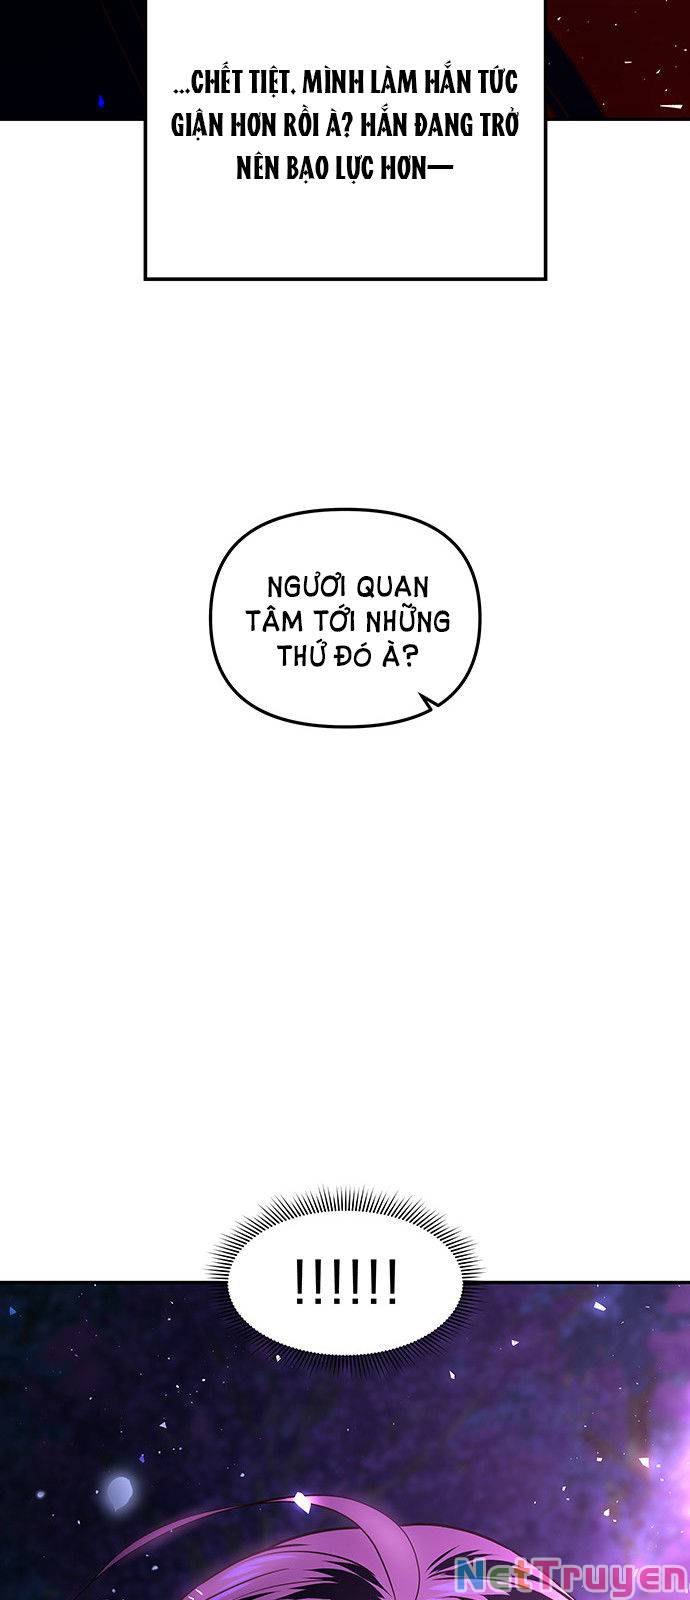 ...CHẾT TIỆT. MÌNH LÀM HẮN TỨC
GIẬN HƠN RỒI À? HẮN ĐANG TRỞ
NÊN BẠO LỰC HƠN—
NGƯƠI QUAN
TÂM TỚI NHỮNG
THỨ ĐÓ À?
!!!!!!
NetTruyen